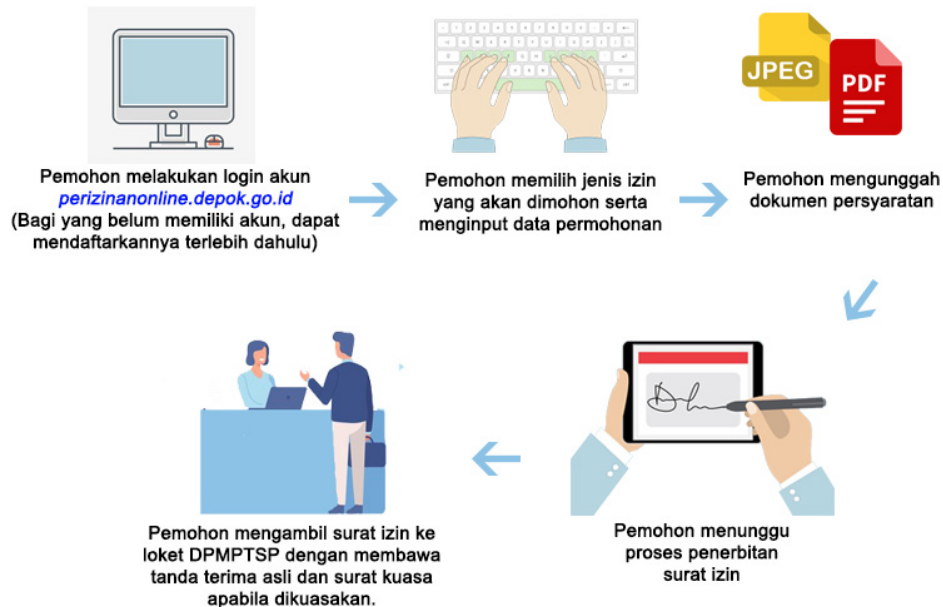 Pemohon melakukan login akun
perizinanonline.depok.go.id
(Bagi yang belum memiliki akun, dapat
mendaftarkannya terlebih dahulu)
Pemohon memilih jenis izin
yang akan dimohon serta
menginput data permohonan
JPEG
PDF
Pemohon mengunggah
dokumen persyaratan
Pemohon menunggu
proses penerbitan
surat izin
Pemohon mengambil surat izin ke
loket DPMPTSP dengan membawa
tanda terima asli dan surat kuasa
apabila dikuasakan.